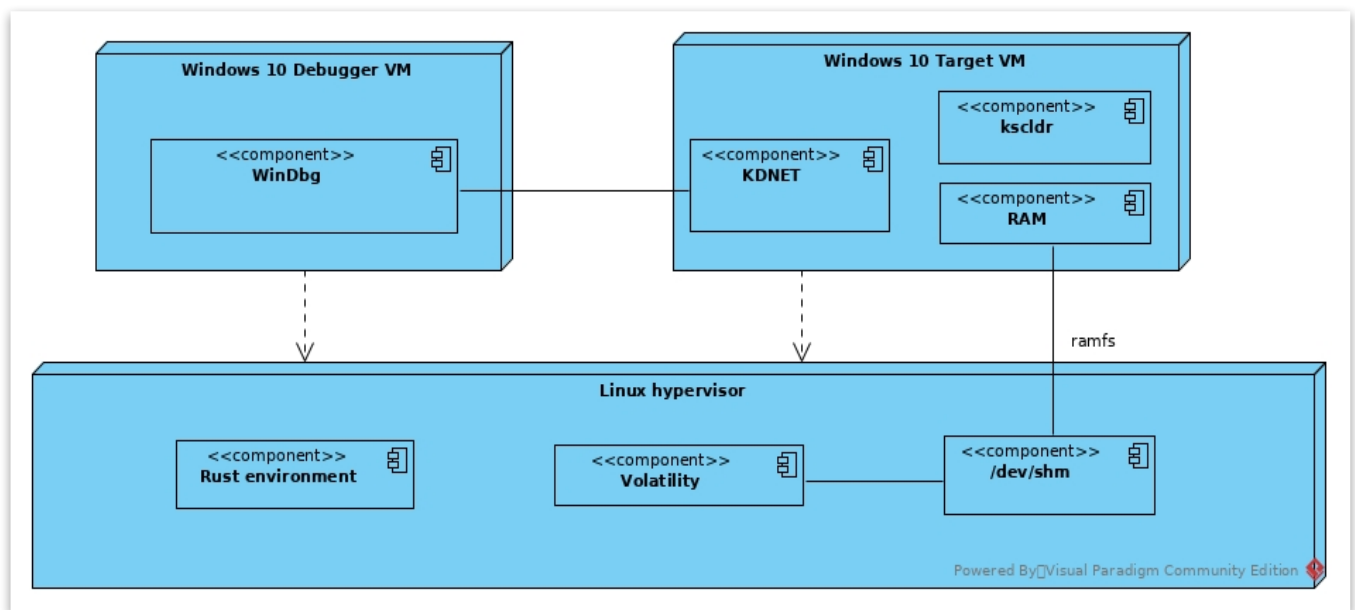 Windows 10 Debugger VM
<<component>>
WinDbg
Windows 10 Target VM
<<component>>
KDNET
<<component>>
kscldr
<<component>>
RAM
ramfs
Linux hypervisor
<<component>>
Rust environment
<<component>>
Volatility
<<component>>
/dev/shm
Powered By Visual Paradigm Community Edition